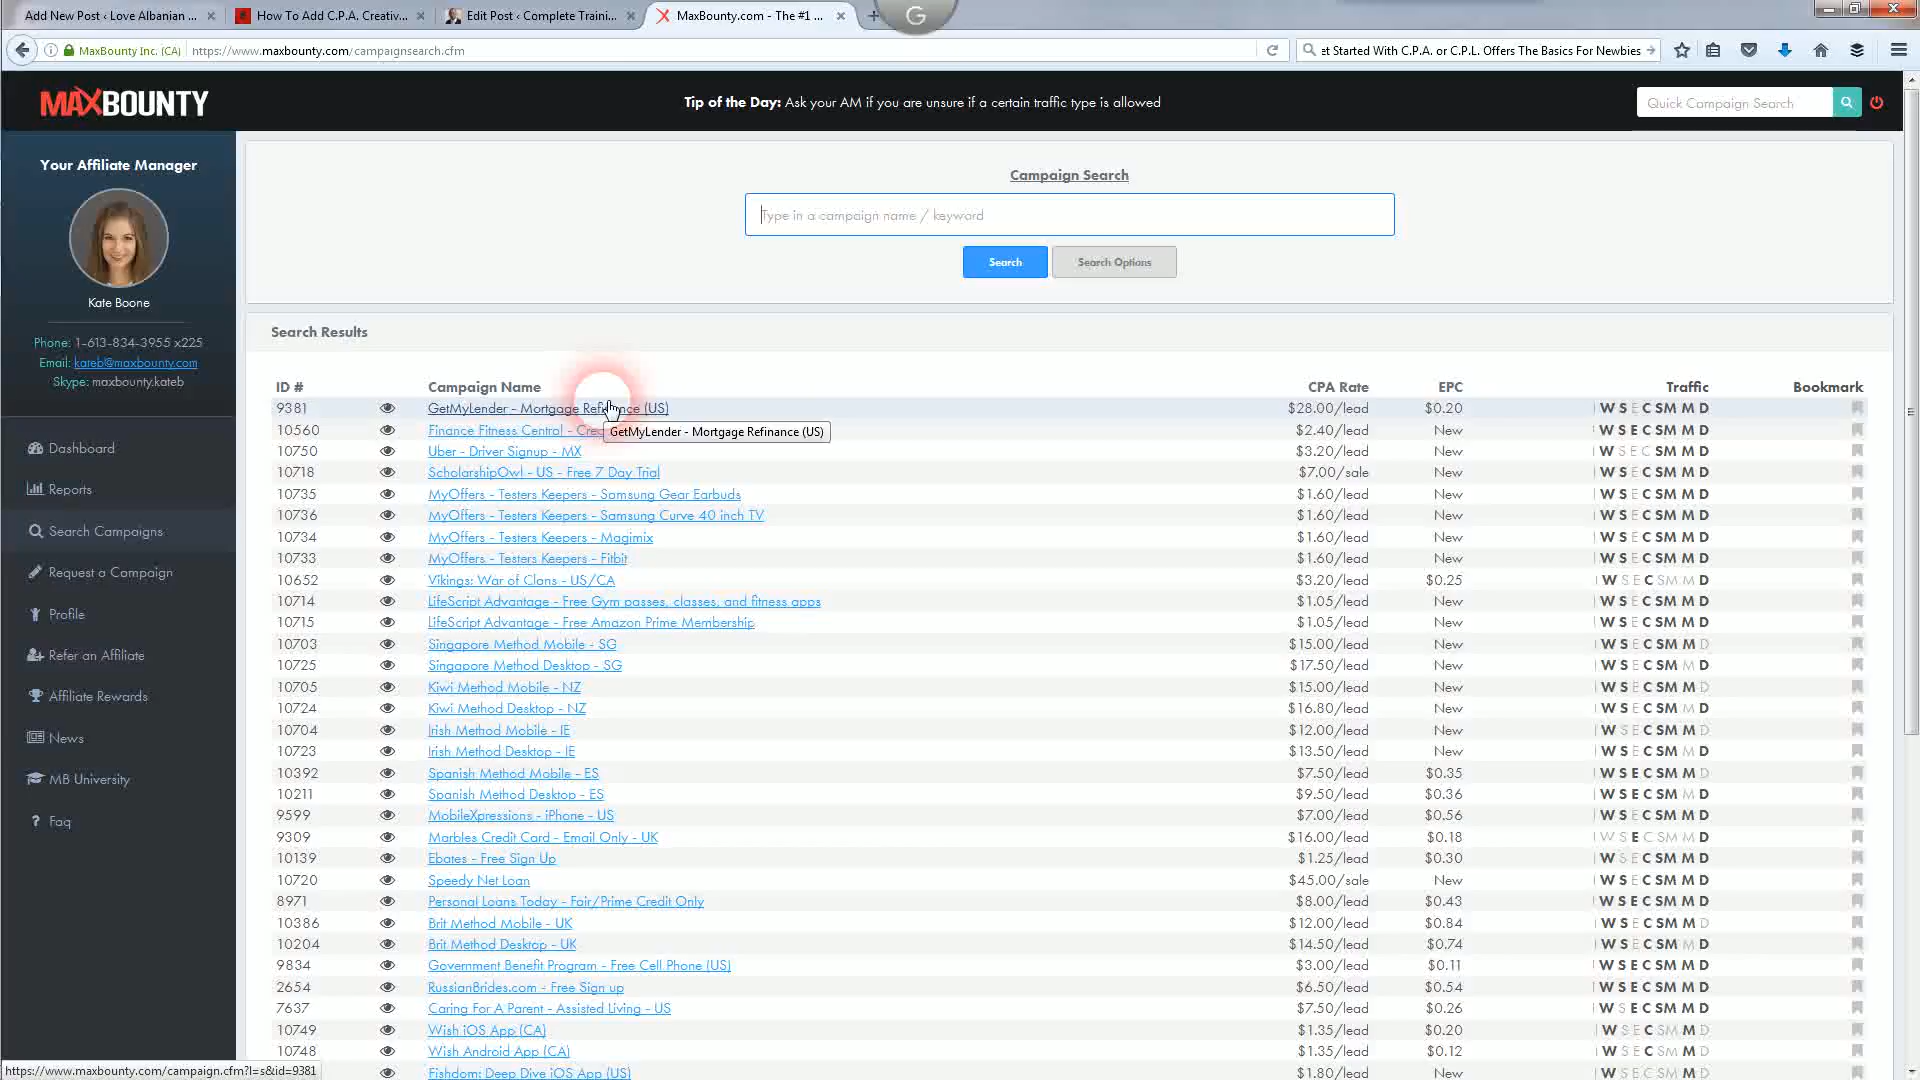 Add New Post ‹ Love Albanian ...
How To Add C.P.A. Creativ...
Edit Post ‹ Complete Traini...
MaxBounty.com - The #1 ...
G
MaxBounty Inc. (CA)
https://www.maxbounty.com/campaignsearch.cfm
et Started With C.P.A. or C.P.L. Offers The Basics For Newbies
MAXBOUNTY
Tip of the Day: Ask your AM if you are unsure if a certain traffic type is allowed
Quick Campaign Search
Your Affiliate Manager
Kate Boone
Phone: 1-613-834-3955 x225
Email: kateb@maxbounty.com
Skype: maxbounty.kateb
Dashboard
Reports
Search Campaigns
Request a Campaign
Profile
Refer an Affiliate
Affiliate Rewards
News
MB University
? Faq
Campaign Search
Type in a campaign name / keyword
Search
Search Options
Search Results
ID # Campaign Name CPA Rate EPC Traffic Bookmark
9381 GetMyLender - Mortgage Refinance (US) $28.00/lead $0.20 W S E C SM M D
10560 Finance Fitness Central - Cre $2.40/lead New W S E C SM M D
GetMyLender - Mortgage Refinance (US)
10750 Uber - Driver Signup - MX $3.20/lead New W S E C SM M D
10718 ScholarshipOwl - US - Free 7 Day Trial $7.00/sale New W S E C SM M D
10735 MyOffers - Testers Keepers - Samsung Gear Earbuds $1.60/lead New W S E C SM M D
10736 MyOffers - Testers Keepers - Samsung Curve 40 inch TV $1.60/lead New W S E C SM M D
10734 MyOffers - Testers Keepers - Magimix $1.60/lead New W S E C SM M D
10733 MyOffers - Testers Keepers - Fitbit $1.60/lead New W S E C SM M D
10652 Vikings: War of Clans - US/CA $3.20/lead $0.25 W S E C SM M D
10714 LifeScript Advantage - Free Gym passes, classes, and fitness apps $1.05/lead New W S E C SM M D
10715 LifeScript Advantage - Free Amazon Prime Membership $1.05/lead New W S E C SM M D
10703 Singapore Method Mobile - SG $15.00/lead New W S E C SM M D
10725 Singapore Method Desktop - SG $17.50/lead New W S E C SM M D
10705 Kiwi Method Mobile - NZ $15.00/lead New W S E C SM M D
10724 Kiwi Method Desktop - NZ $16.80/lead New W S E C SM M D
10704 Irish Method Mobile - IE $12.00/lead New W S E C SM M D
10723 Irish Method Desktop - IE $13.50/lead New W S E C SM M D
10392 Spanish Method Mobile - ES $7.50/lead $0.35 W S E C SM M D
10211 Spanish Method Desktop - ES $9.50/lead $0.36 W S E C SM M D
9599 MobileXpressions - iPhone - US $7.00/lead $0.56 W S E C SM M D
9309 Marbles Credit Card - Email Only - UK $16.00/lead $0.18 W S E C SM M D
10139 Ebates - Free Sign Up $1.25/lead $0.30 W S E C SM M D
10720 Speedy Net Loan $45.00/sale New W S E C SM M D
8971 Personal Loans Today - Fair/Prime Credit Only $8.00/lead $0.43 W S E C SM M D
10386 Brit Method Mobile - UK $12.00/lead $0.84 W S E C SM M D
10204 Brit Method Desktop - UK $14.50/lead $0.74 W S E C SM M D
9834 Government Benefit Program - Free Cell Phone (US) $3.00/lead $0.11 W S E C SM M D
2654 RussianBrides.com - Free Sign up $6.50/lead $0.54 W S E C SM M D
7637 Caring For A Parent - Assisted Living - US $7.50/lead $0.26 W S E C SM M D
10749 Wish iOS App (CA) $1.35/lead $0.20 W S E C SM M D
10748 Wish Android App (CA) $1.35/lead $0.12 W S E C SM M D
Fishdom: Deep Dive iOS App (US) $1.80/lead New W S E C SM M D
https://www.maxbounty.com/campaign.cfm?l=s&id=9381